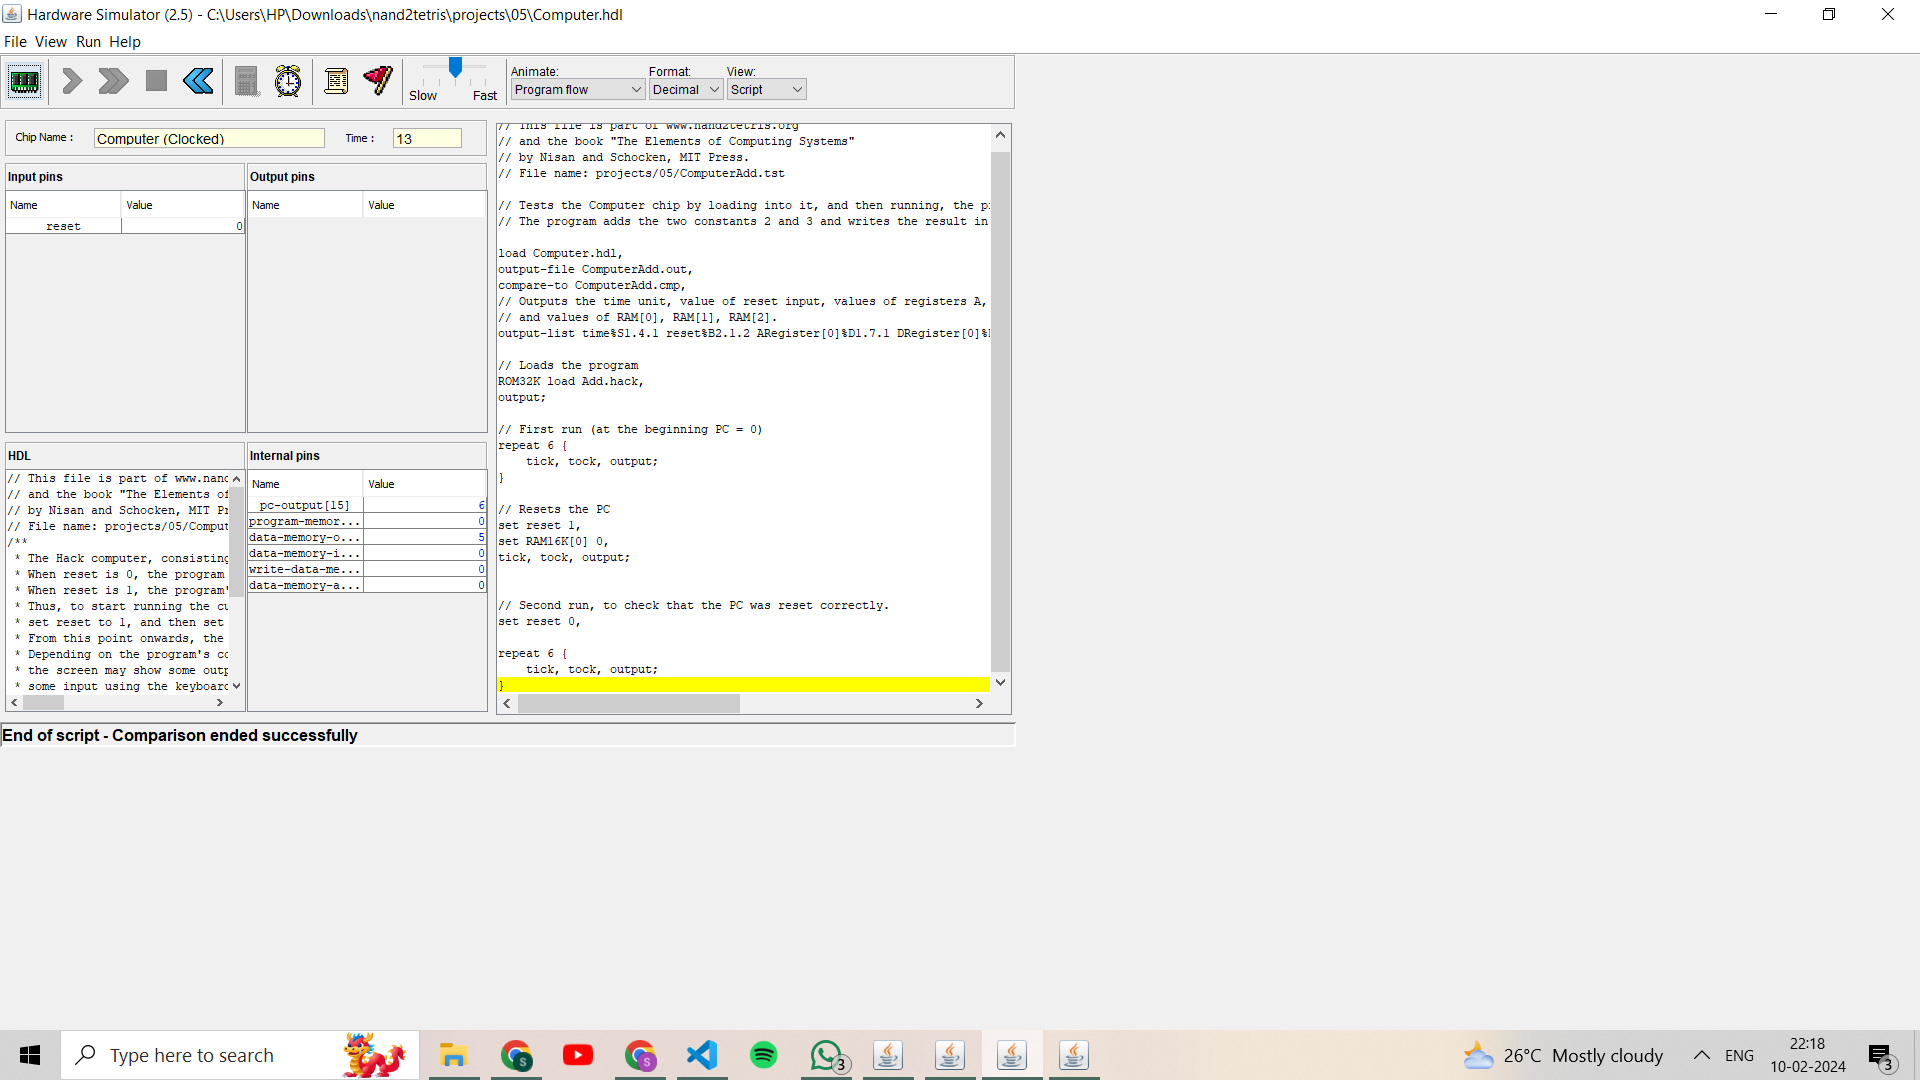 Hardware Simulator (2.5) - C:\Users\HP\Downloads\nand2tetris\projects\05\Computer.hdl
File View Run Help
Slow Fast
Animate: Format: View:
Program flow Decimal Script
Chip Name : Computer (Clocked) Time : 13
Input pins
Name Value
reset 0
Output pins
Name Value
HDL
// This file is part of www.nand
// and the book "The Elements of
// by Nisan and Schocken, MIT Pr
// File name: projects/05/Comput
/**
* The Hack computer, consisting
* When reset is 0, the program
* When reset is 1, the program'
* Thus, to start running the cu
* set reset to 1, and then set
* From this point onwards, the
* Depending on the program's co
* the screen may show some outp
* some input using the keyboard
Internal pins
Name Value
pc-output[15] 6
program-memor... 0
data-memory-o... 5
data-memory-i... 0
write-data-me... 0
data-memory-a... 0
// This file is part of www.nand2tetris.org
// and the book "The Elements of Computing Systems"
// by Nisan and Schocken, MIT Press.
// File name: projects/05/ComputerAdd.tst
// Tests the Computer chip by loading into it, and then running, the p
// The program adds the two constants 2 and 3 and writes the result in
load Computer.hdl,
output-file ComputerAdd.out,
compare-to ComputerAdd.cmp,
// Outputs the time unit, value of reset input, values of registers A,
// and values of RAM[0], RAM[1], RAM[2].
output-list time%S1.4.1 reset%B2.1.2 ARegister[0]%D1.7.1 DRegister[0]%
// Loads the program
ROM32K load Add.hack,
output;
// First run (at the beginning PC = 0)
repeat 6 {
tick, tock, output;
}
// Resets the PC
set reset 1,
set RAM16K[0] 0,
tick, tock, output;
// Second run, to check that the PC was reset correctly.
set reset 0,
repeat 6 {
tick, tock, output;
}
End of script - Comparison ended successfully
Type here to search
S
S
3
26°C Mostly cloudy
ENG
22:18
10-02-2024
3